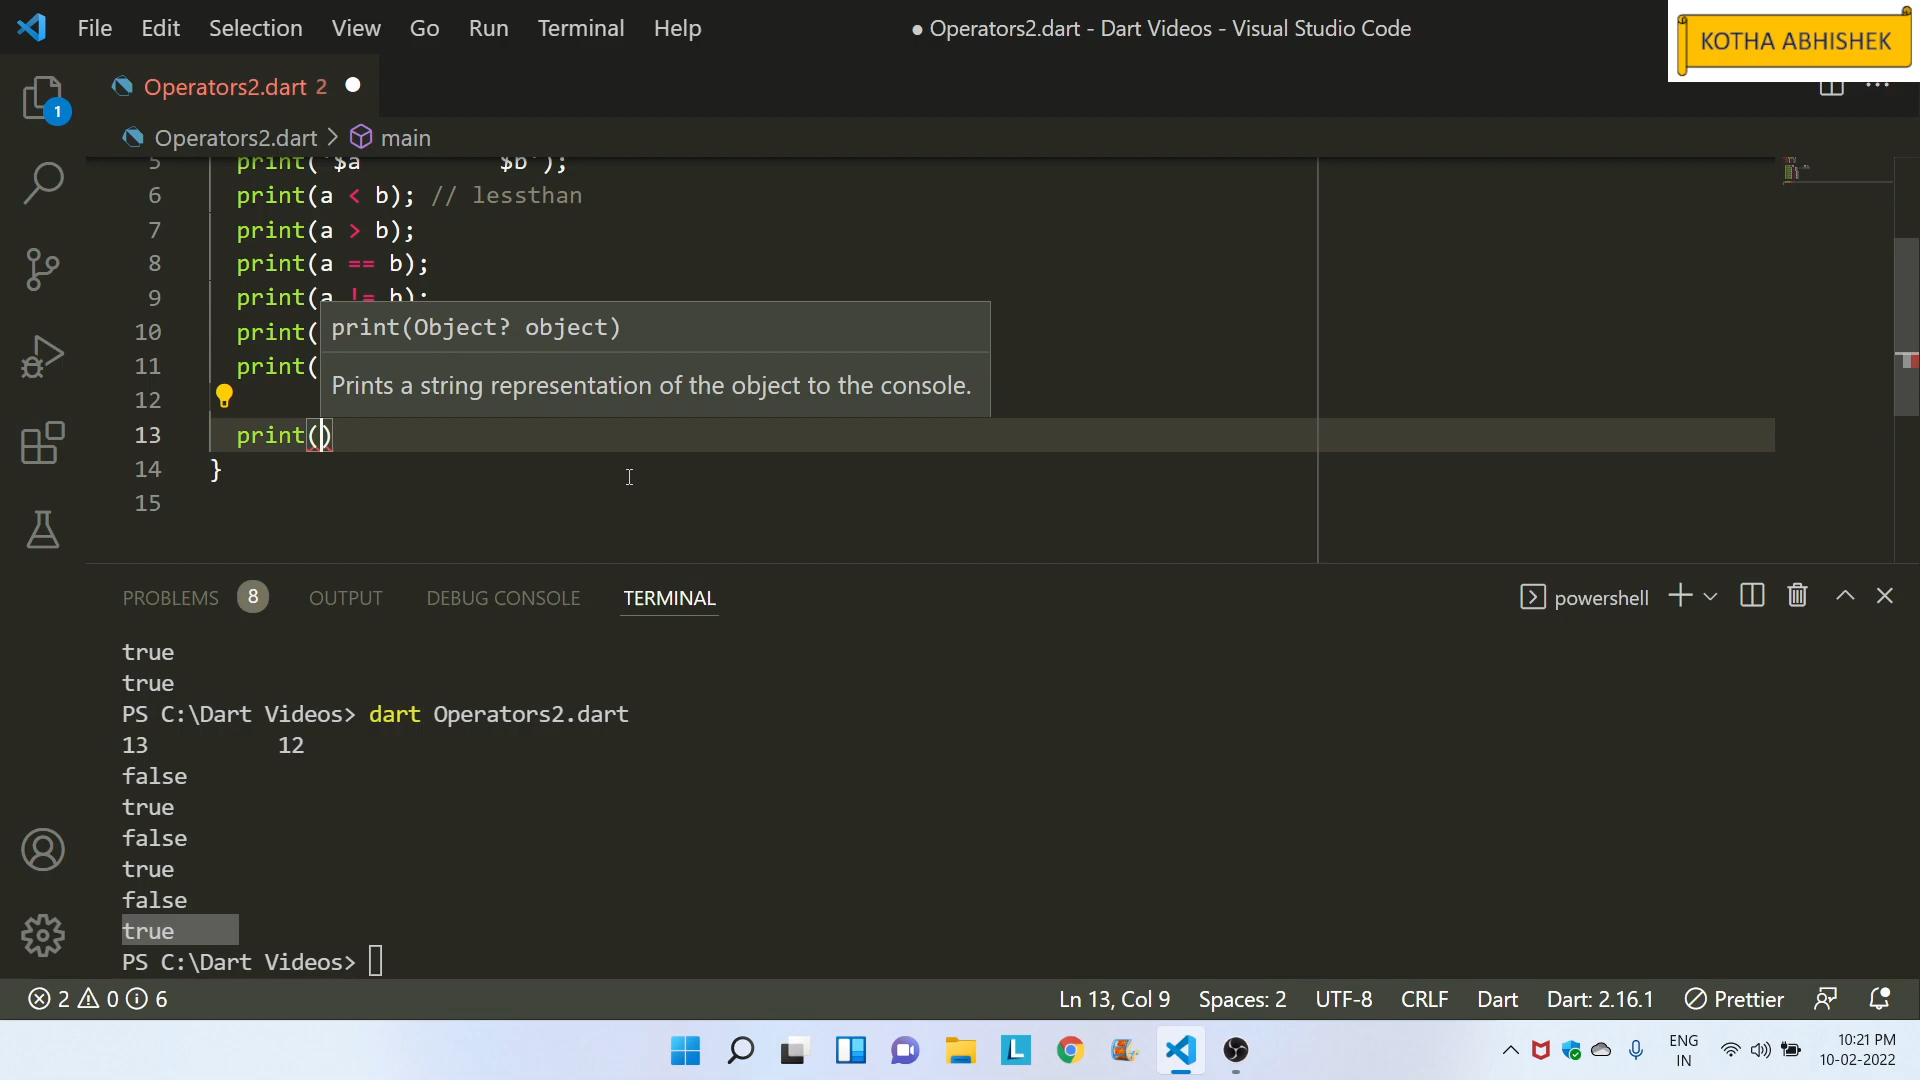 File Edit Selection View Go Run Terminal Help
● Operators2.dart - Dart Videos - Visual Studio Code
KOTHA ABHISHEK
Operators2.dart 2 ●
Operators2.dart > main
5 print('$a $b');
6 print(a < b); // lessthan
7 print(a > b);
8 print(a == b);
9 print(a != b);
10 print(
11 print(
12
13 print()
14 }
15
print(Object? object)
Prints a string representation of the object to the console.
PROBLEMS 8 OUTPUT DEBUG CONSOLE TERMINAL
powershell
true
true
PS C:\Dart Videos> dart Operators2.dart
13 12
false
true
false
true
false
true
PS C:\Dart Videos>
2 0 6
Ln 13, Col 9 Spaces: 2 UTF-8 CRLF Dart Dart: 2.16.1 Prettier
1
ENG
IN
10:21 PM
10-02-2022